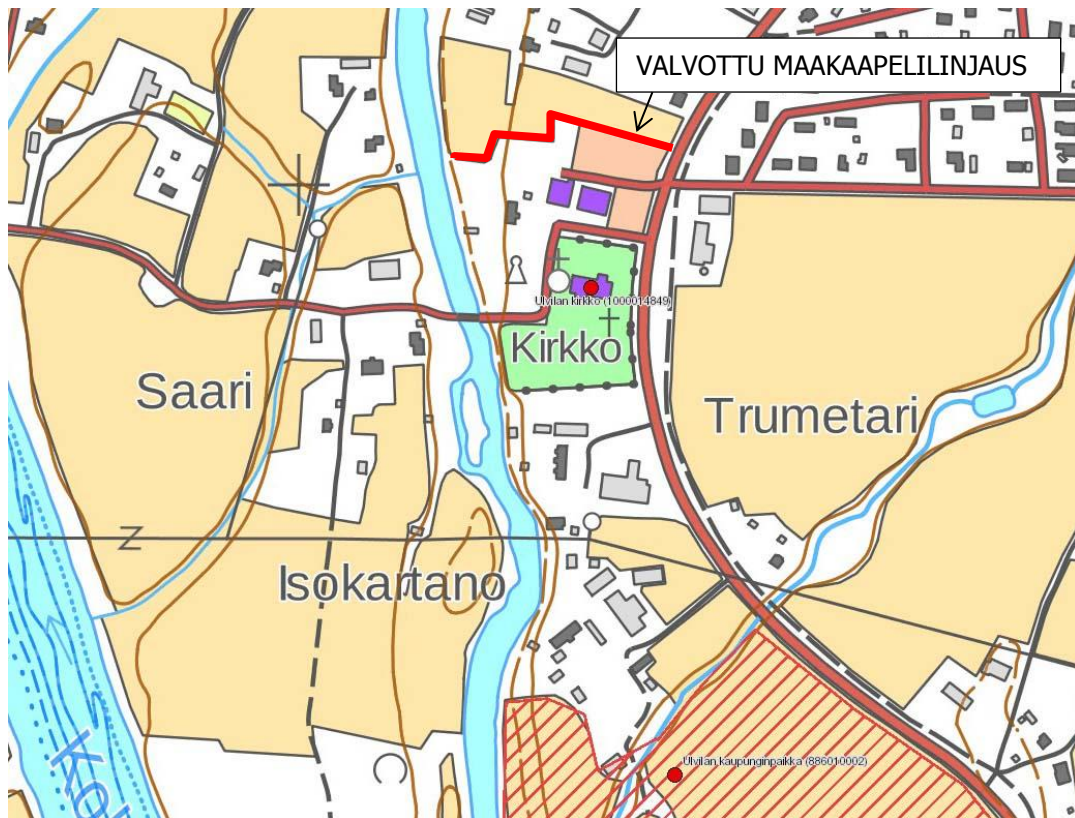 VALVOTTU MAAKAAPELILINJAUS
Ulvilan kirkko (1000014849)
Kirkko
Saari
Trumetari
Isokartano
Ulvilan kaupunginpaikka (886010002)